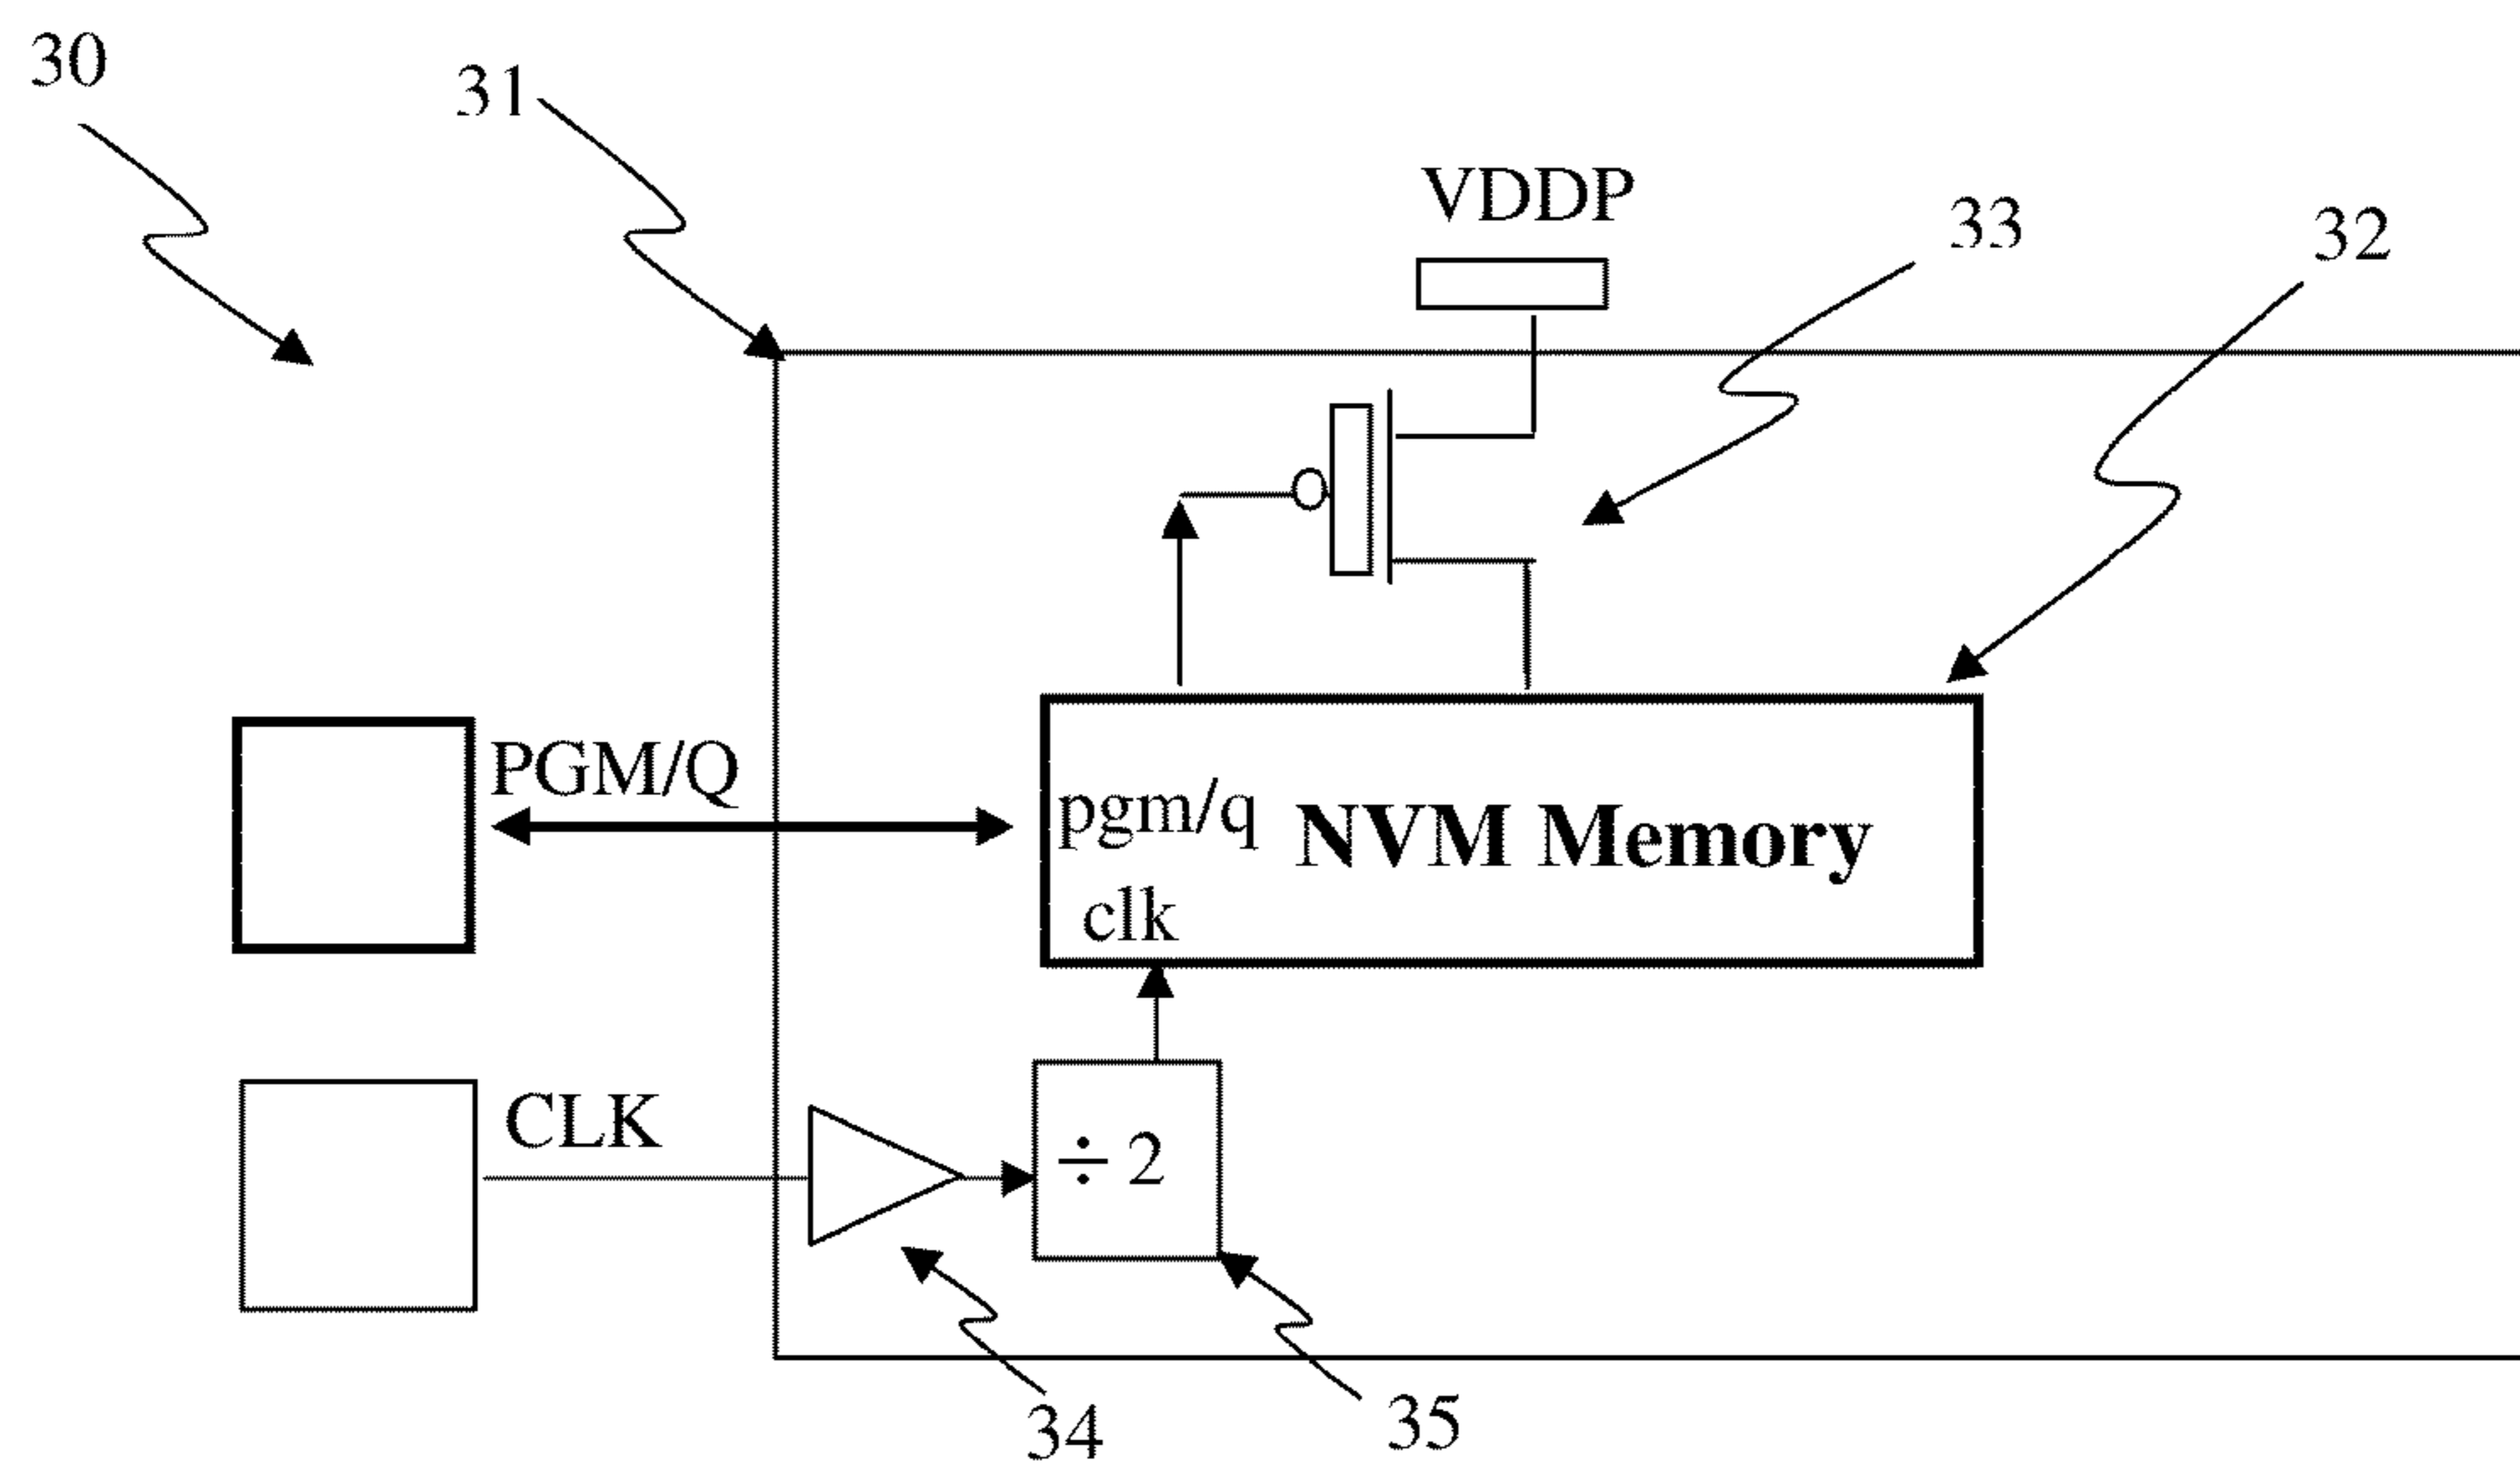 30
31
VDDP
33
32
PGM/Q
pgm/q
NVM Memory
clk
CLK
÷ 2
34
35